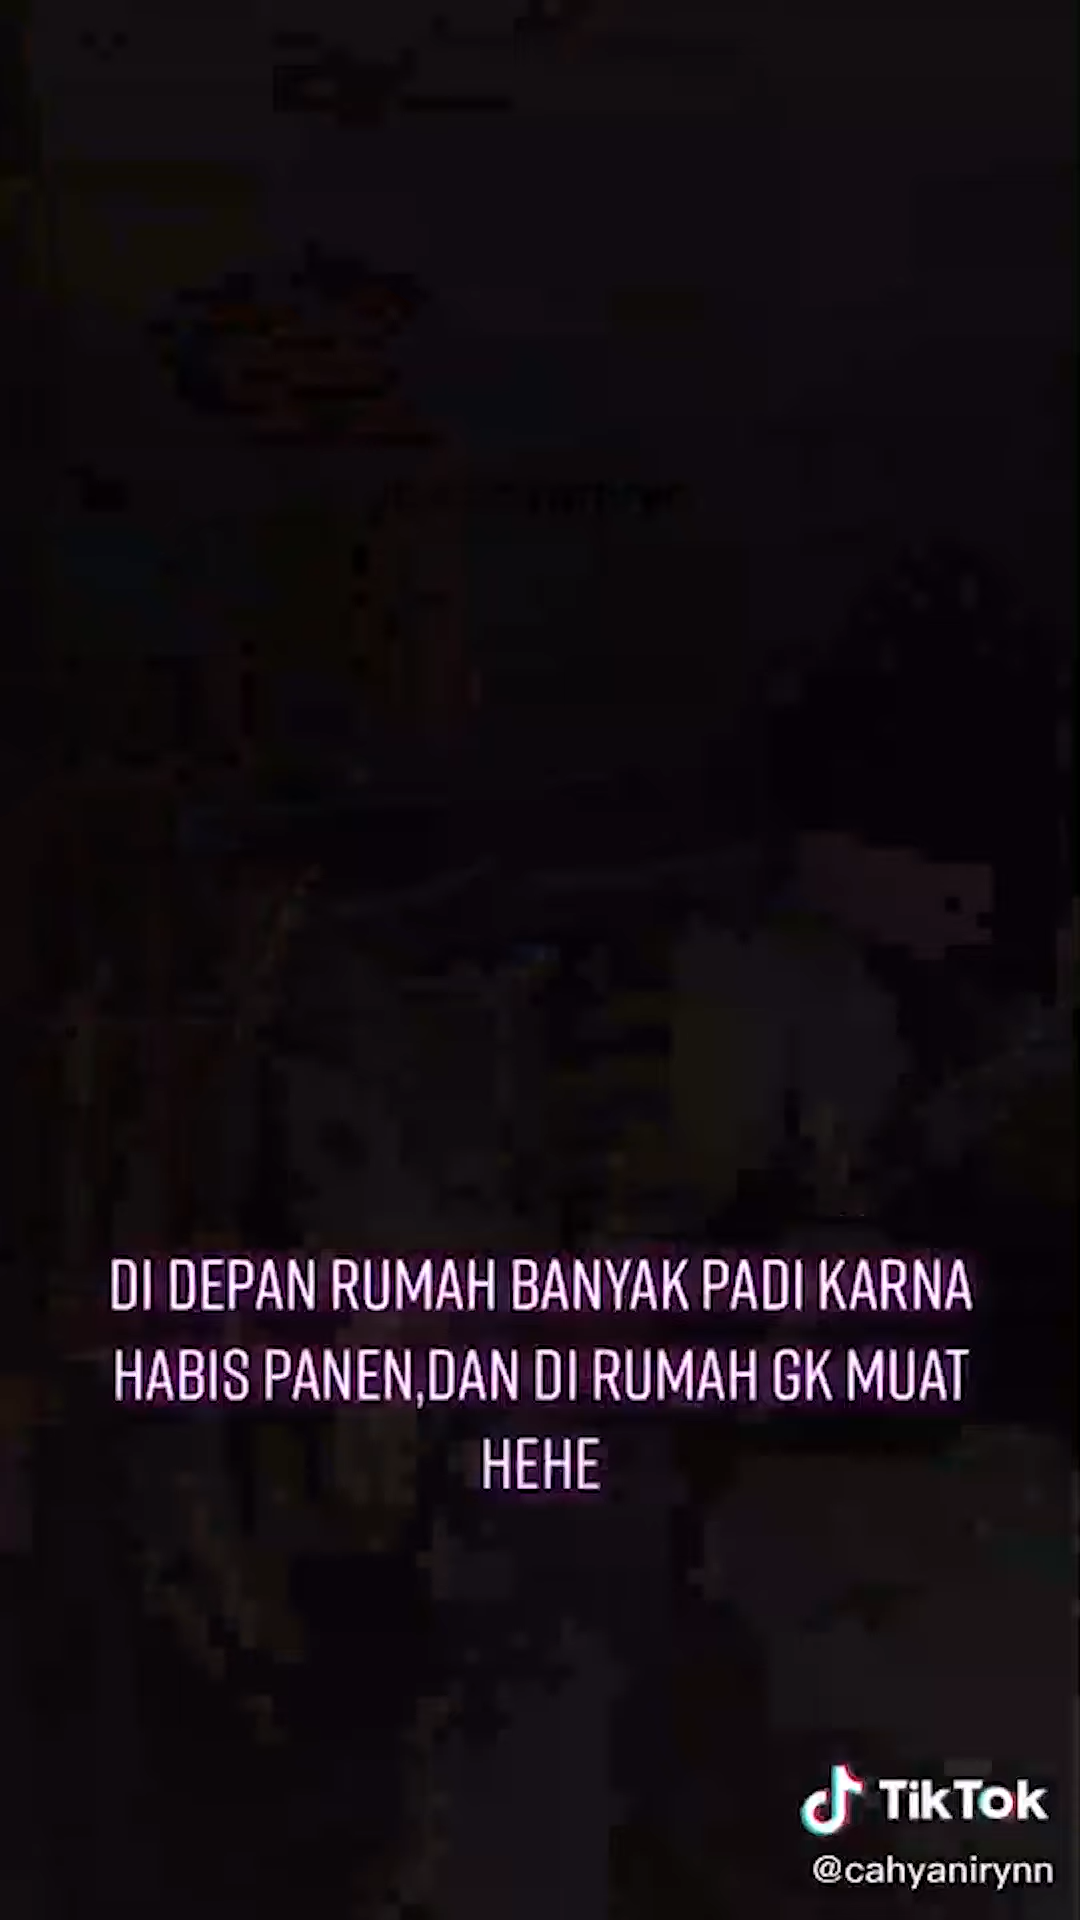 DI DEPAN RUMAH BANYAK PADI KARNA
HABIS PANEN,DAN DI RUMAH GK MUAT
HEHE
TikTok
@cahyanirynn